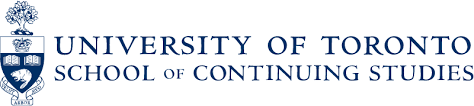 UNIVERSITY OF TORONTO
SCHOOL OF CONTINUING STUDIES